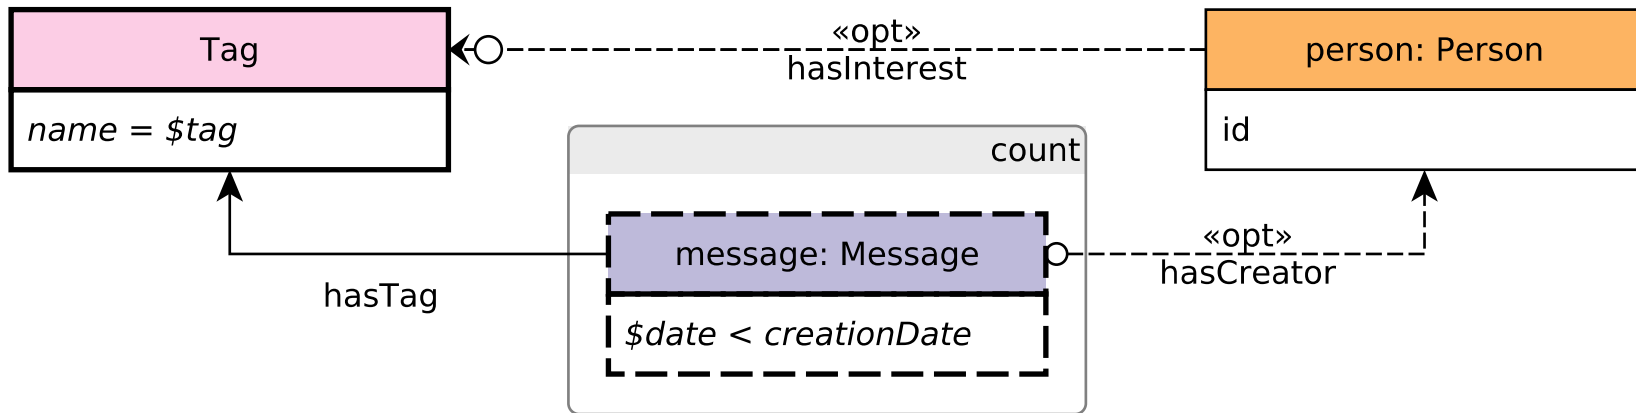 Tag
name = $tag
«opt»
hasInterest
person: Person
id
count
message: Message
$date < creationDate
hasTag
«opt»
hasCreator